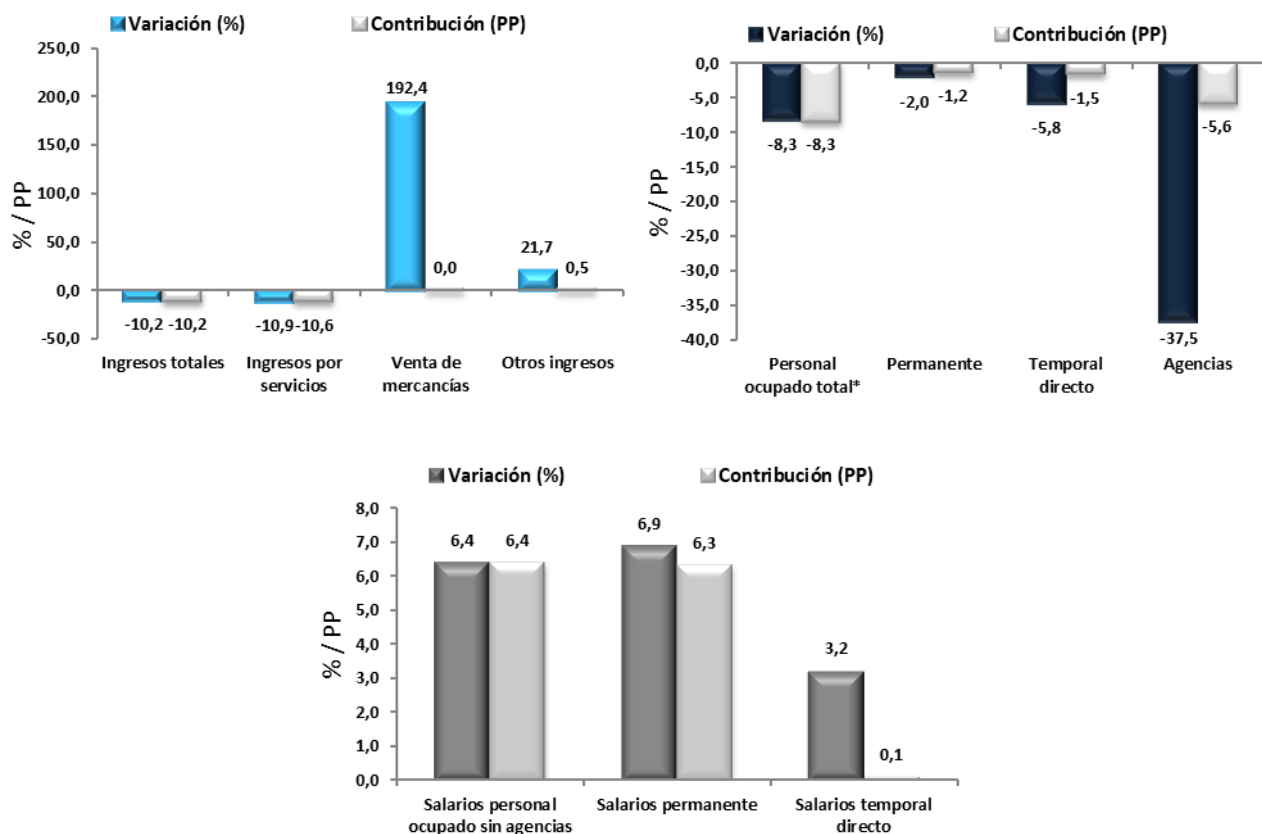 Variación (%) Contribución (PP)
250,0
200,0
150,0
100,0
50,0
0,0
-50,0
% / PP
192,4
21,7
0,0 0,5
-10,2 -10,2 -10,9 -10,6
Ingresos totales Ingresos por Venta de Otros ingresos
servicios mercancías
Variación (%) Contribución (PP)
0,0
-5,0
-10,0
-15,0
-20,0
-25,0
-30,0
-35,0
-40,0
% / PP
-2,0 -1,2 -1,5
-8,3 -8,3 -5,8 -5,6
-37,5
Personal Permanente Temporal Agencias
ocupado total* directo
Variación (%) Contribución (PP)
8,0
7,0
6,0
5,0
4,0
3,0
2,0
1,0
0,0
% / PP
6,4 6,4 6,9 6,3
3,2
0,1
Salarios personal Salarios permanente Salarios temporal
ocupado sin agencias directo